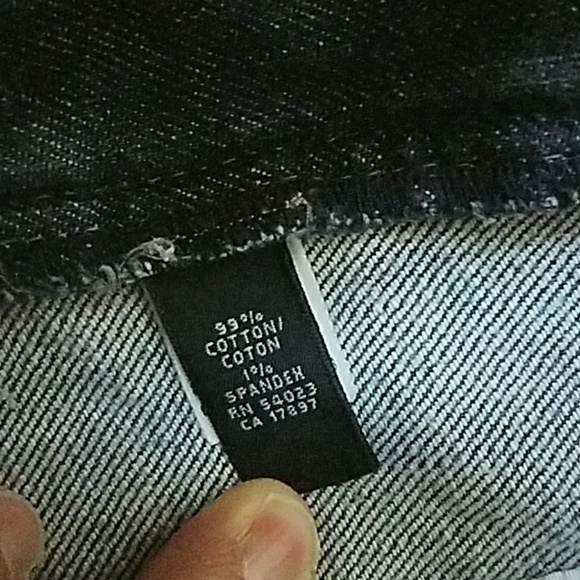 99%
COTTON/
COTON
1%
SPANDEX
RN 54023
CA 17897